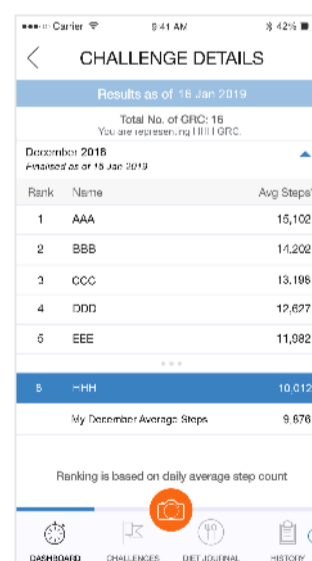 Carrier 9:41 AM 42%
CHALLENGE DETAILS
Results as of 16 Jan 2019
Total No. of GRC: 16
You are representing HHH GRC.
December 2018
Finalised as of 15 Jan 2019
Rank Name Avg Steps*
1 AAA 15,102
2 BBB 14,202
3 CCC 13,198
4 DDD 12,627
5 EEE 11,982
HHH 10,012
My December Average Steps 9,876
Ranking is based on daily average step count
DASHBOARD CHALLENGES DIET JOURNAL HISTORY